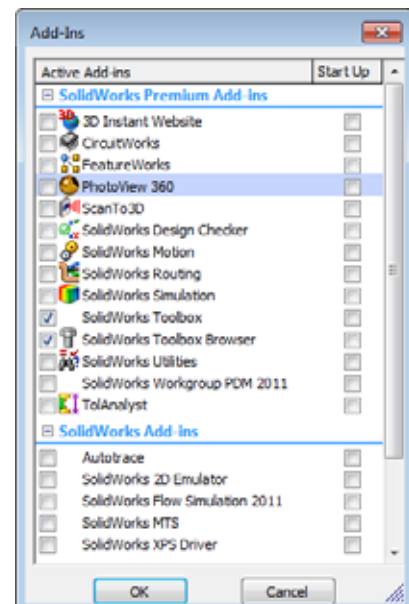 Add-Ins
Active Add-ins Start Up
SolidWorks Premium Add-ins
3D Instant Website
CircuitWorks
FeatureWorks
PhotoView 360
ScanTo3D
SolidWorks Design Checker
SolidWorks Motion
SolidWorks Routing
SolidWorks Simulation
SolidWorks Toolbox
SolidWorks Toolbox Browser
SolidWorks Utilities
SolidWorks Workgroup PDM 2011
TolAnalyst
SolidWorks Add-ins
Autotrace
SolidWorks 2D Emulator
SolidWorks Flow Simulation 2011
SolidWorks MTS
SolidWorks XPS Driver
OK Cancel